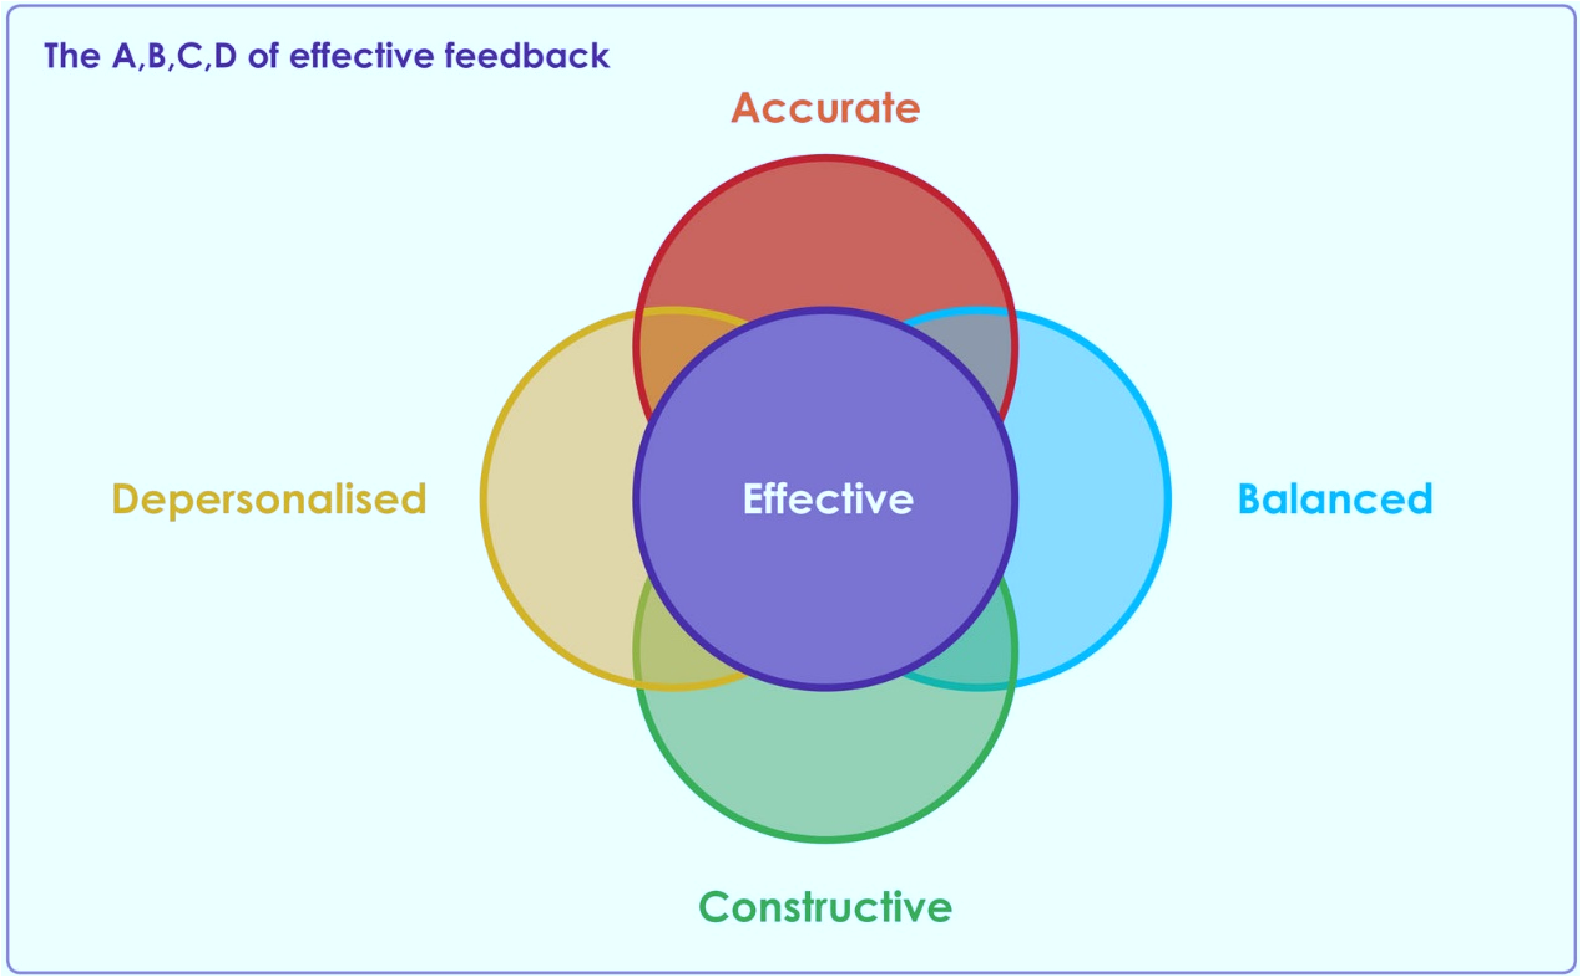 The A,B,C,D of effective feedback
Accurate
Depersonalised
Effective
Balanced
Constructive